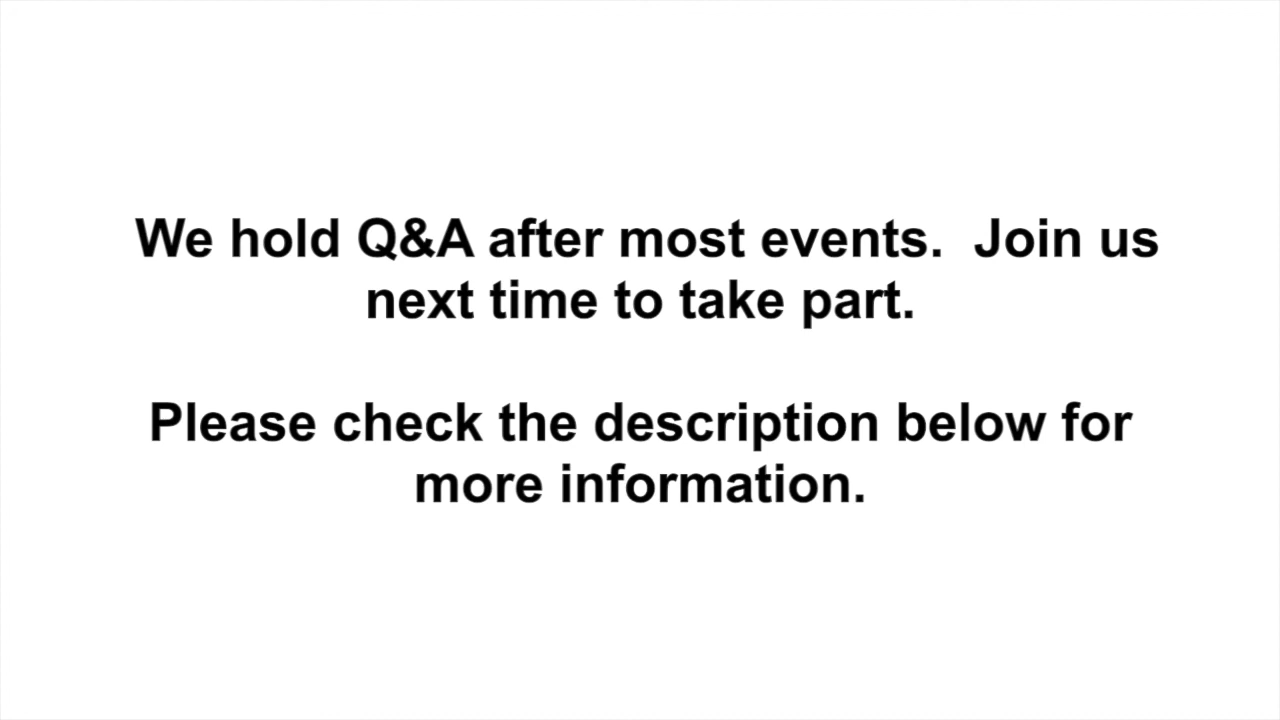 We hold Q&A after most events.  Join us
next time to take part.
Please check the description below for
more information.